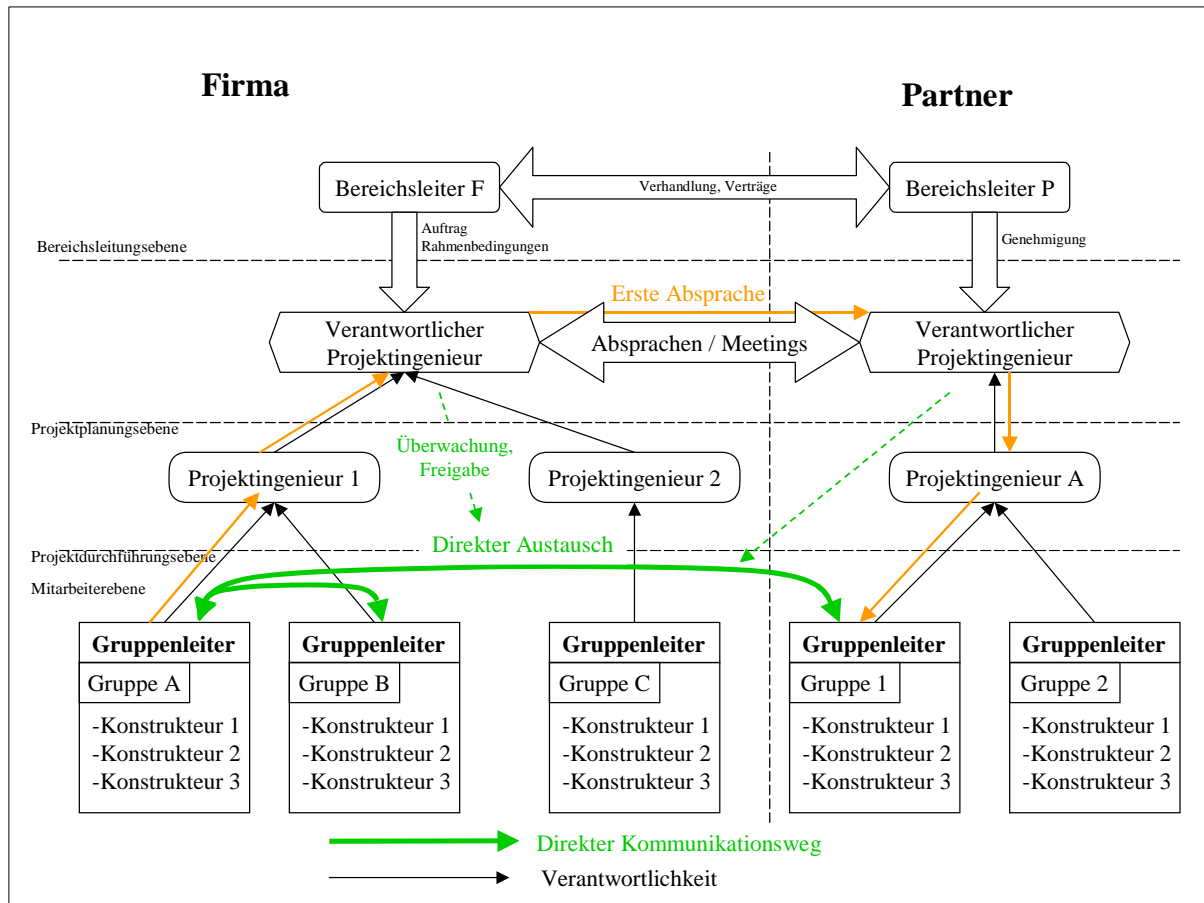 Firma
Partner
Bereichsleiter F
Verhandlung, Verträge
Bereichsleiter P
Auftrag
Rahmenbedingungen
Genehmigung
Bereichsleitungsebene
Erste Absprache
Verantwortlicher
Projektingenieur
Absprachen / Meetings
Verantwortlicher
Projektingenieur
Projektplanungsebene
Überwachung,
Freigabe
Projektingenieur 1
Projektingenieur 2
Projektingenieur A
Direkter Austausch
Projektdurchführungsebene
Mitarbeiterebene
Gruppenleiter
Gruppe A
-Konstrukteur 1
-Konstrukteur 2
-Konstrukteur 3
Gruppenleiter
Gruppe B
-Konstrukteur 1
-Konstrukteur 2
-Konstrukteur 3
Gruppenleiter
Gruppe C
-Konstrukteur 1
-Konstrukteur 2
-Konstrukteur 3
Gruppenleiter
Gruppe 1
-Konstrukteur 1
-Konstrukteur 2
-Konstrukteur 3
Gruppenleiter
Gruppe 2
-Konstrukteur 1
-Konstrukteur 2
-Konstrukteur 3
Direkter Kommunikationsweg
Verantwortlichkeit